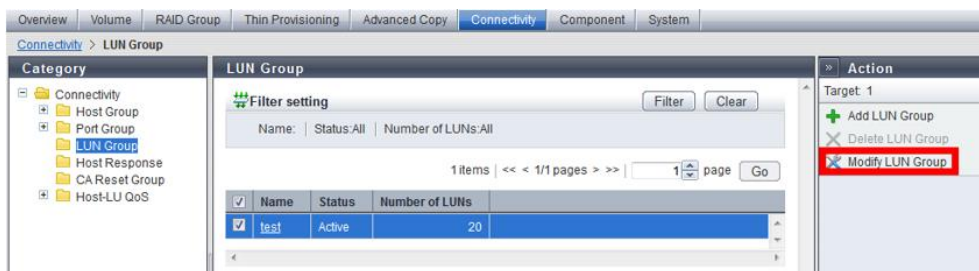 Overview Volume RAID Group Thin Provisioning Advanced Copy Connectivity Component System
Connectivity > LUN Group
Category
Connectivity
Host Group
Port Group
LUN Group
Host Response
CA Reset Group
Host-LU QoS
LUN Group
Filter setting Filter Clear
Name: | Status:All | Number of LUNs:All
1 items | << < 1/1 pages > >> | 1 page Go
Name Status Number of LUNs
test Active 20
» Action
Target: 1
Add LUN Group
Delete LUN Group
Modify LUN Group